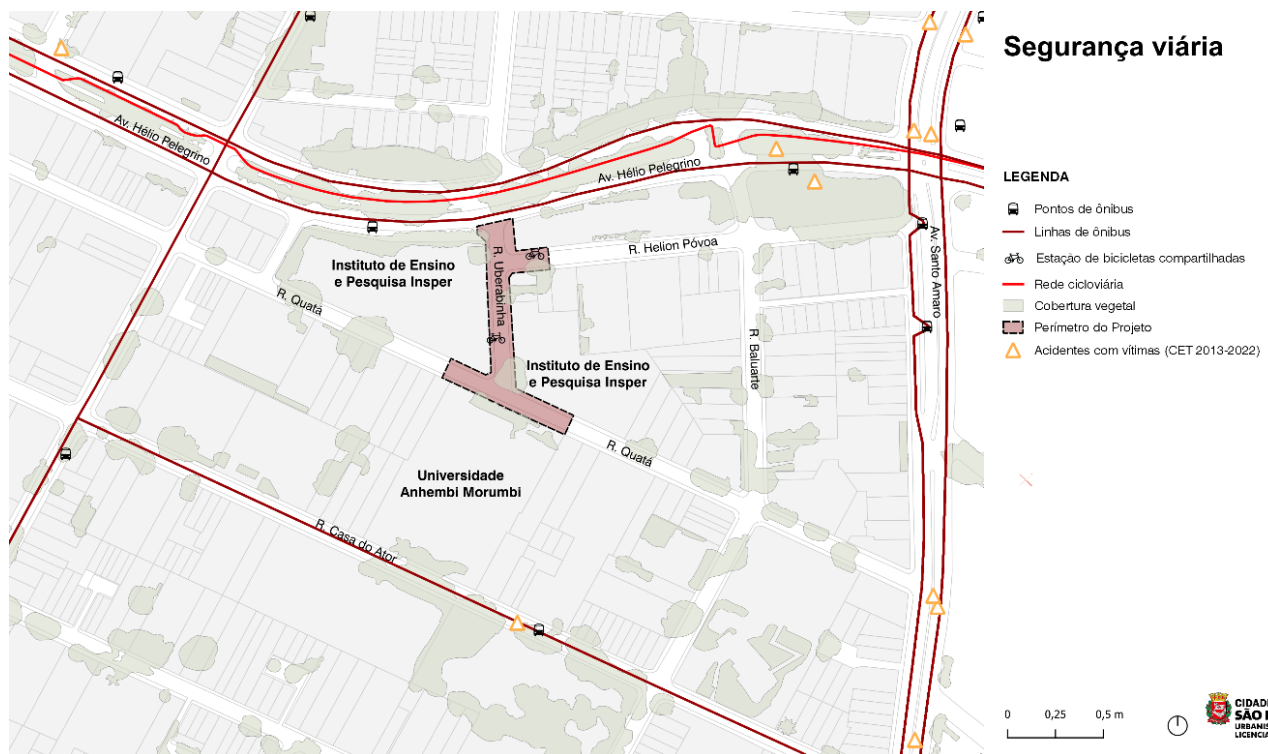 Segurança viária
LEGENDA
Pontos de ônibus
Linhas de ônibus
Estação de bicicletas compartilhadas
Rede cicloviária
Cobertura vegetal
Perímetro do Projeto
Acidentes com vítimas (CET 2013-2022)
Av. Hélio Pelegrino
Av. Hélio Pelegrino
R. Helion Póvoa
Av. Santo Amaro
R. Uberabinha
Instituto de Ensino
e Pesquisa Insper
R. Quatá
R. Baluarte
Instituto de Ensino
e Pesquisa Insper
R. Quatá
Universidade
Anhembi Morumbi
R. Casa do Ator
0 0,25 0,5 m
CIDADE
SÃO
URBANIS
LICENCIA